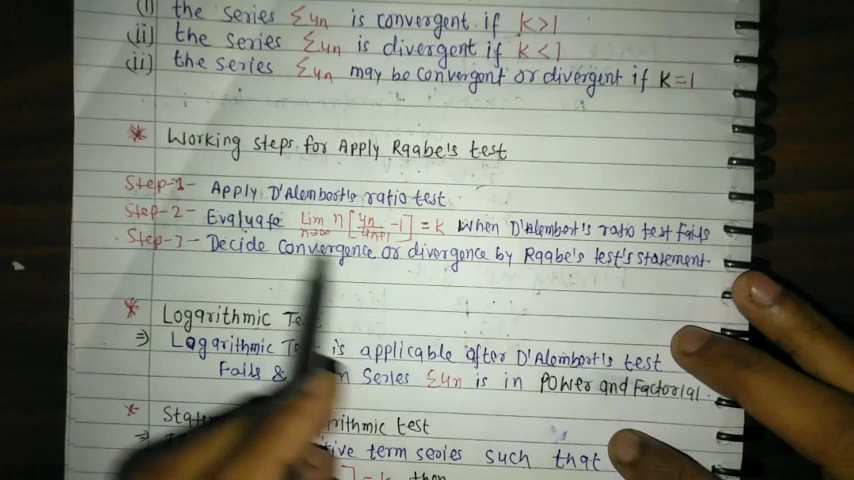 (i) the series Σun is convergent if K>1
(ii) the series Σun is divergent if K<1
(ii) the series Σun may be convergent or divergent if K=1
* Working steps for Apply Raabe's test
Step-1- Apply D'Alembert's ratio test
Step-2- Evaluate Lim n→∞ n[un/un+1 -1] = K When D'Alembert's ratio test fails
Step-3- Decide convergence or divergence by Raabe's test's statement.
* Logarithmic Test
⇒ Logarithmic Test is applicable after D'Alembert's test
Fails & Series Σun is in Power and Factorial.
* rithmic test
⇒ tive term series such that
] = K then